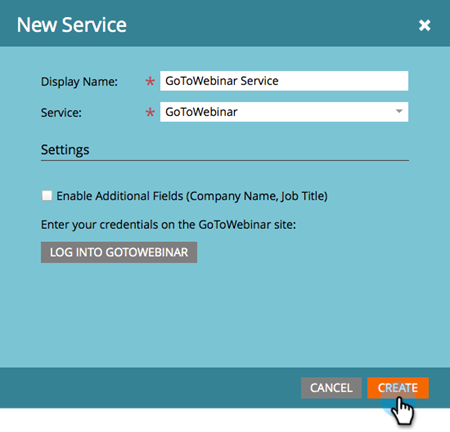 New Service
Display Name: * GoToWebinar Service
Service: * GoToWebinar
Settings
Enable Additional Fields (Company Name, Job Title)
Enter your credentials on the GoToWebinar site:
LOG INTO GOTOWEBINAR
CANCEL CREATE